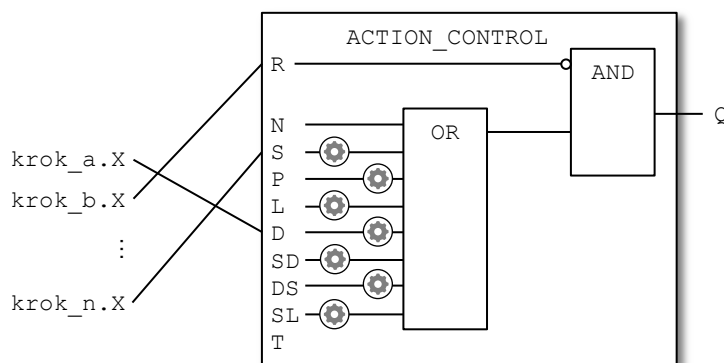 ACTION_CONTROL
R
AND
Q
N
OR
S
krok_a.X
P
krok_b.X
L
D
⋮
SD
DS
krok_n.X
SL
T